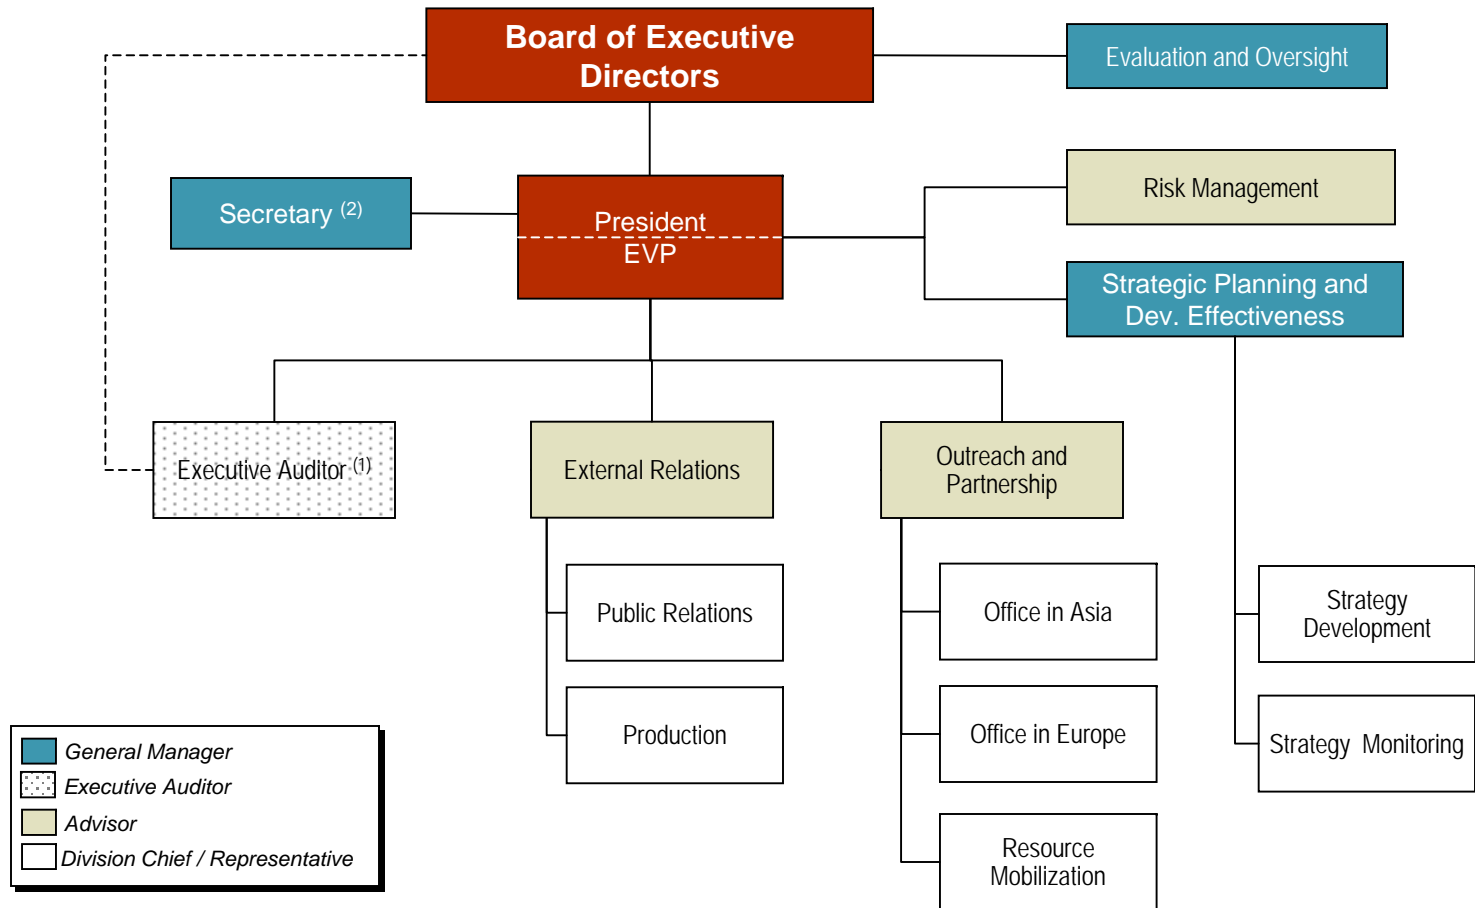 Board of Executive
Directors
Evaluation and Oversight
Risk Management
Secretary (2)
President
EVP
Strategic Planning and
Dev. Effectiveness
Executive Auditor (1)
External Relations
Outreach and
Partnership
Public Relations
Office in Asia
Strategy
Development
Production
Office in Europe
Strategy Monitoring
Resource
Mobilization
General Manager
Executive Auditor
Advisor
Division Chief / Representative